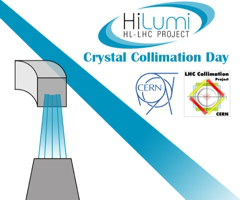 HiLumi
HL-LHC PROJECT
Crystal Collimation Day
CERN
LHC Collimation
Project
CERN